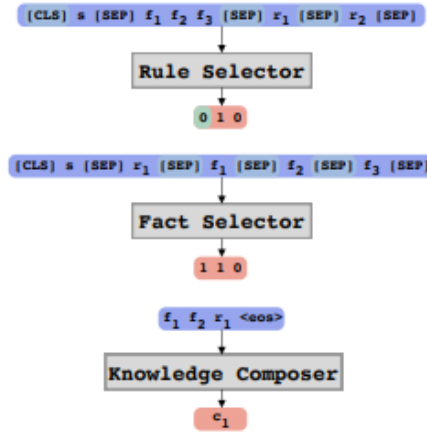 [CLS] s [SEP] f₁ f₂ f₃ [SEP] r₁ [SEP] r₂ [SEP]
Rule Selector
0 1 0
[CLS] s [SEP] r₁ [SEP] f₁ [SEP] f₂ [SEP] f₃ [SEP]
Fact Selector
1 1 0
f₁ f₂ r₁ <eos>
Knowledge Composer
c₁